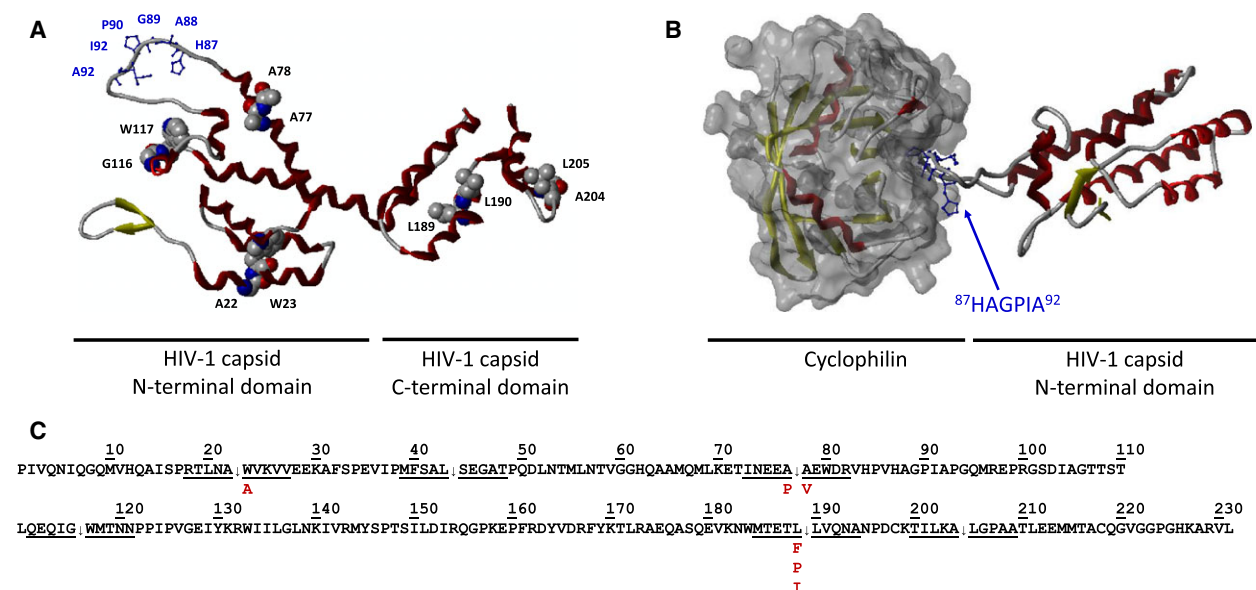 A
P90 G89 A88
I92 H87
A92
A78
A77
W117
G116
L205
A204
L190
L189
A22 W23
HIV-1 capsid
N-terminal domain
HIV-1 capsid
C-terminal domain
B
87HAGPIA92
Cyclophilin
HIV-1 capsid
N-terminal domain
C
10 20 30 40 50 60 70 80 90 100 110
PIVQNIQGQMVHQAISPRTLNA↓WVKVVEEKAFSPEVIPMFSAL↓SEGATPQDLNTMLNTVGGHQAAMQMLKETINEEA↓AEWDRVHPVHAGPIAPGQMREPRGSDIAGTTST
A P V
120 130 140 150 160 170 180 190 200 210 220 230
LQEQIG↓WMTNNPPIPVGEIYKRWIILGLNKIVRMYSPTSILDIRQGPKEPFRDYVDRFYKTLRAEQASQEVKNWMTETL↓LVQNANPDCKTILKA↓LGPAATLEEMMTACQGVGGPGHKARVL
F
P